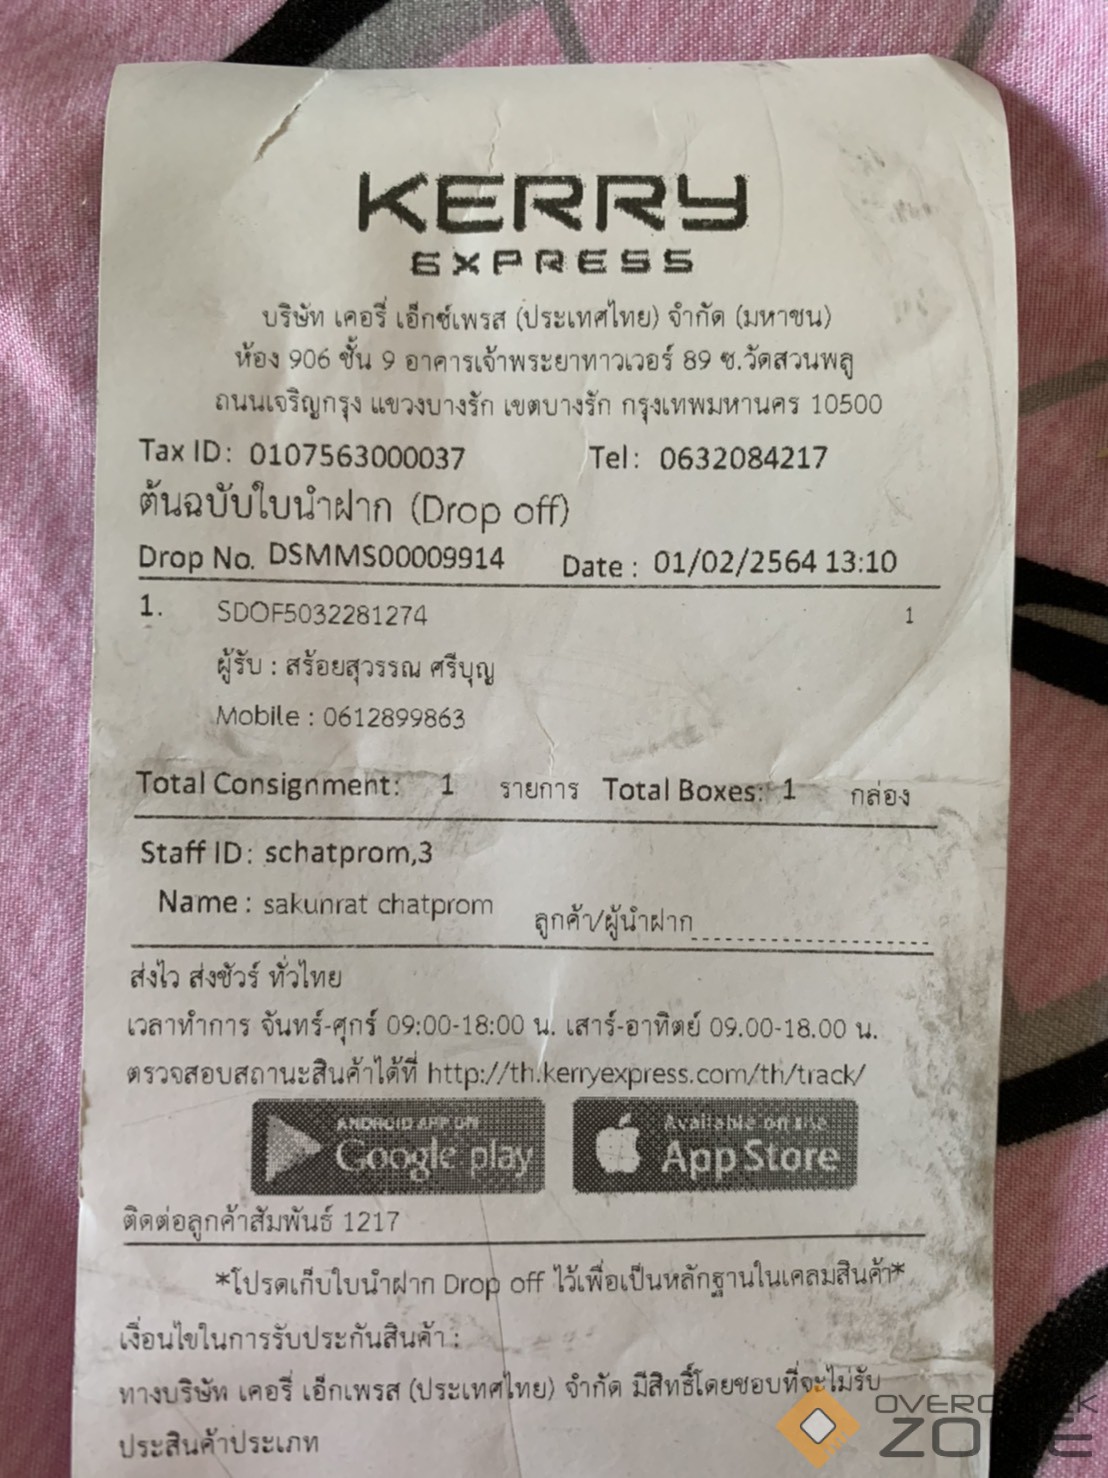 KERRY
EXPRESS
บริษัท เคอรี่ เอ็กซ์เพรส (ประเทศไทย) จำกัด (มหาชน)
ห้อง 906 ชั้น 9 อาคารเจ้าพระยาทาวเวอร์ 89 ซ.วัดสวนพลู
ถนนเจริญกรุง แขวงบางรัก เขตบางรัก กรุงเทพมหานคร 10500
Tax ID: 0107563000037 Tel: 0632084217
ต้นฉบับใบนำฝาก (Drop off)
Drop No. DSMMS00009914 Date : 01/02/2564 13:10
1. SDOF5032281274 1
ผู้รับ : สร้อยสุวรรณ ศรีบุญ
Mobile : 0612899863
Total Consignment: 1 รายการ Total Boxes: 1 กล่อง
Staff ID: schatprom,3
Name : sakunrat chatprom ลูกค้า/ผู้นำฝาก
ส่งไว ส่งชัวร์ ทั่วไทย
เวลาทำการ จันทร์-ศุกร์ 09:00-18:00 น. เสาร์-อาทิตย์ 09.00-18.00 น.
ตรวจสอบสถานะสินค้าได้ที่ http://th.kerryexpress.com/th/track/
ANDROID APP ON
Google play
Available on the
App Store
ติดต่อลูกค้าสัมพันธ์ 1217
*โปรดเก็บใบนำฝาก Drop off ไว้เพื่อเป็นหลักฐานในเคลมสินค้า*
เงื่อนไขในการรับประกันสินค้า :
ทางบริษัท เคอรี่ เอ็กเพรส (ประเทศไทย) จำกัด มีสิทธิ์โดยชอบที่จะไม่รับ
ประสินค้าประเภท
OVERCLOCK
ZONE